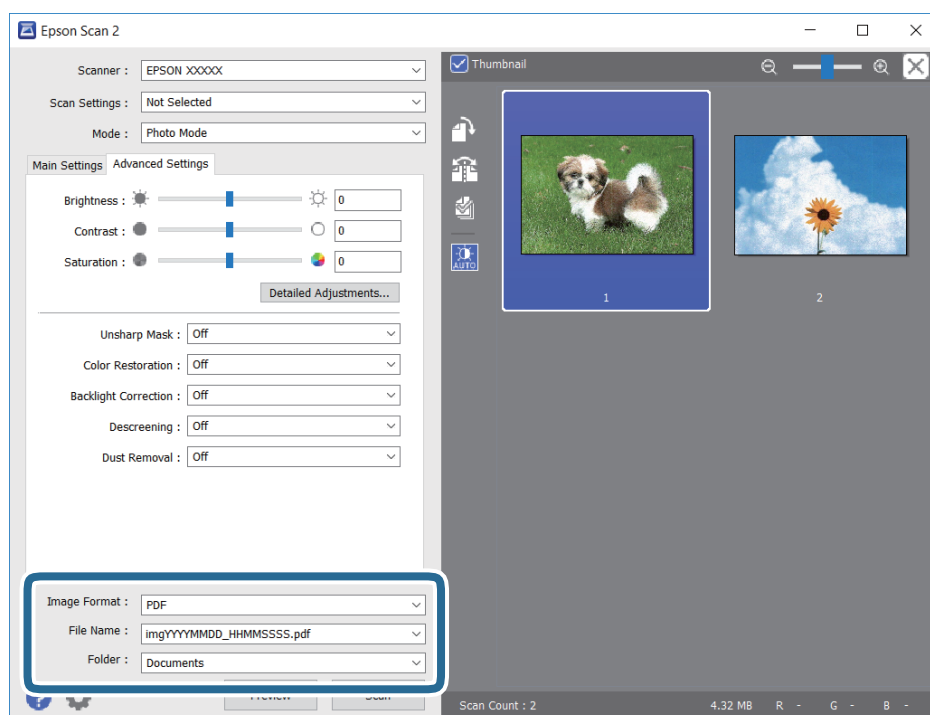 Epson Scan 2
Scanner : EPSON XXXXX
Scan Settings : Not Selected
Mode : Photo Mode
Main Settings Advanced Settings
Brightness : 0
Contrast : 0
Saturation : 0
Detailed Adjustments...
Unsharp Mask : Off
Color Restoration : Off
Backlight Correction : Off
Descreening : Off
Dust Removal : Off
Image Format : PDF
File Name : imgYYYYMMDD_HHMMSSSS.pdf
Folder : Documents
? Preview Scan
Thumbnail
AUTO
1 2
Scan Count : 2 4.32 MB R - G - B -